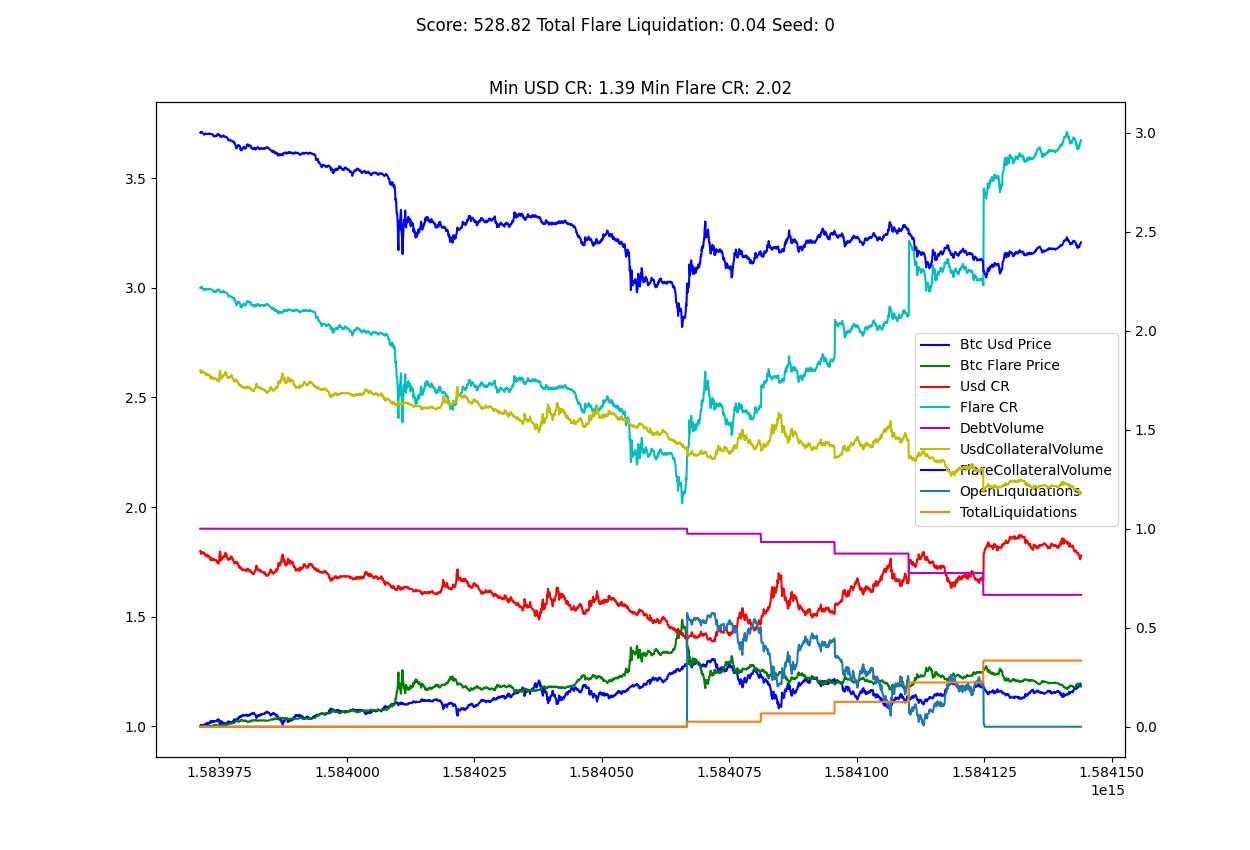 Score: 528.82 Total Flare Liquidation: 0.04 Seed: 0
Min USD CR: 1.39 Min Flare CR: 2.02
3.5
3.0
2.5
2.0
1.5
1.0
3.0
2.5
2.0
1.5
1.0
0.5
0.0
Btc Usd Price
Btc Flare Price
Usd CR
Flare CR
DebtVolume
UsdCollateralVolume
FlareCollateralVolume
OpenLiquidations
TotalLiquidations
1.583975 1.584000 1.584025 1.584050 1.584075 1.584100 1.584125 1.584150
1e15